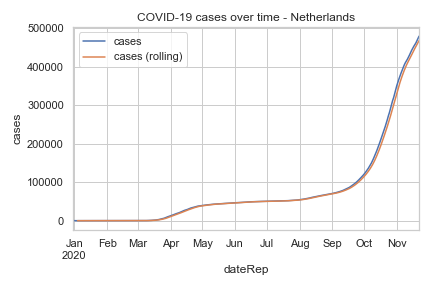 COVID-19 cases over time - Netherlands
cases
cases (rolling)
500000
400000
300000
200000
100000
0
cases
Jan Feb Mar Apr May Jun Jul Aug Sep Oct Nov
2020
dateRep